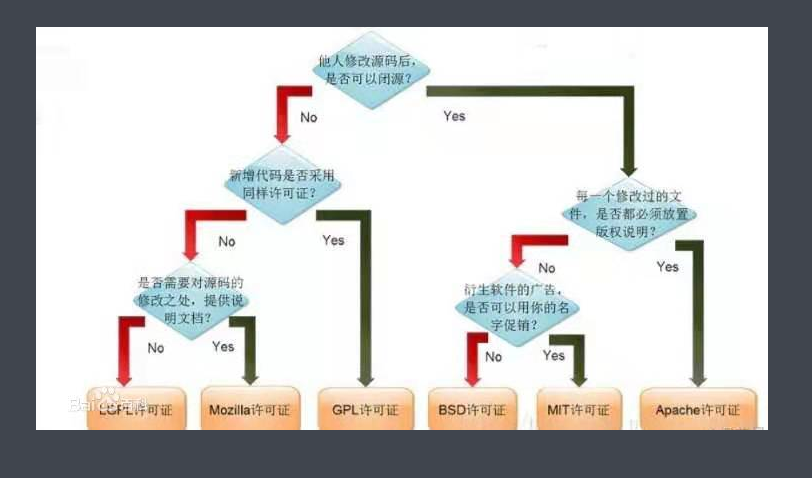 他人修改源码后，
是否可以闭源？
No
Yes
新增代码是否采用
同样许可证？
每一个修改过的文
件，是否都必须放置
版权说明？
No
Yes
No
Yes
是否需要对源码的
修改之处，提供说
明文档？
衍生软件的广告，
是否可以用你的名
字促销？
No
Yes
No
Yes
LGPL许可证
Mozilla许可证
GPL许可证
BSD许可证
MIT许可证
Apache许可证
Bai 百科